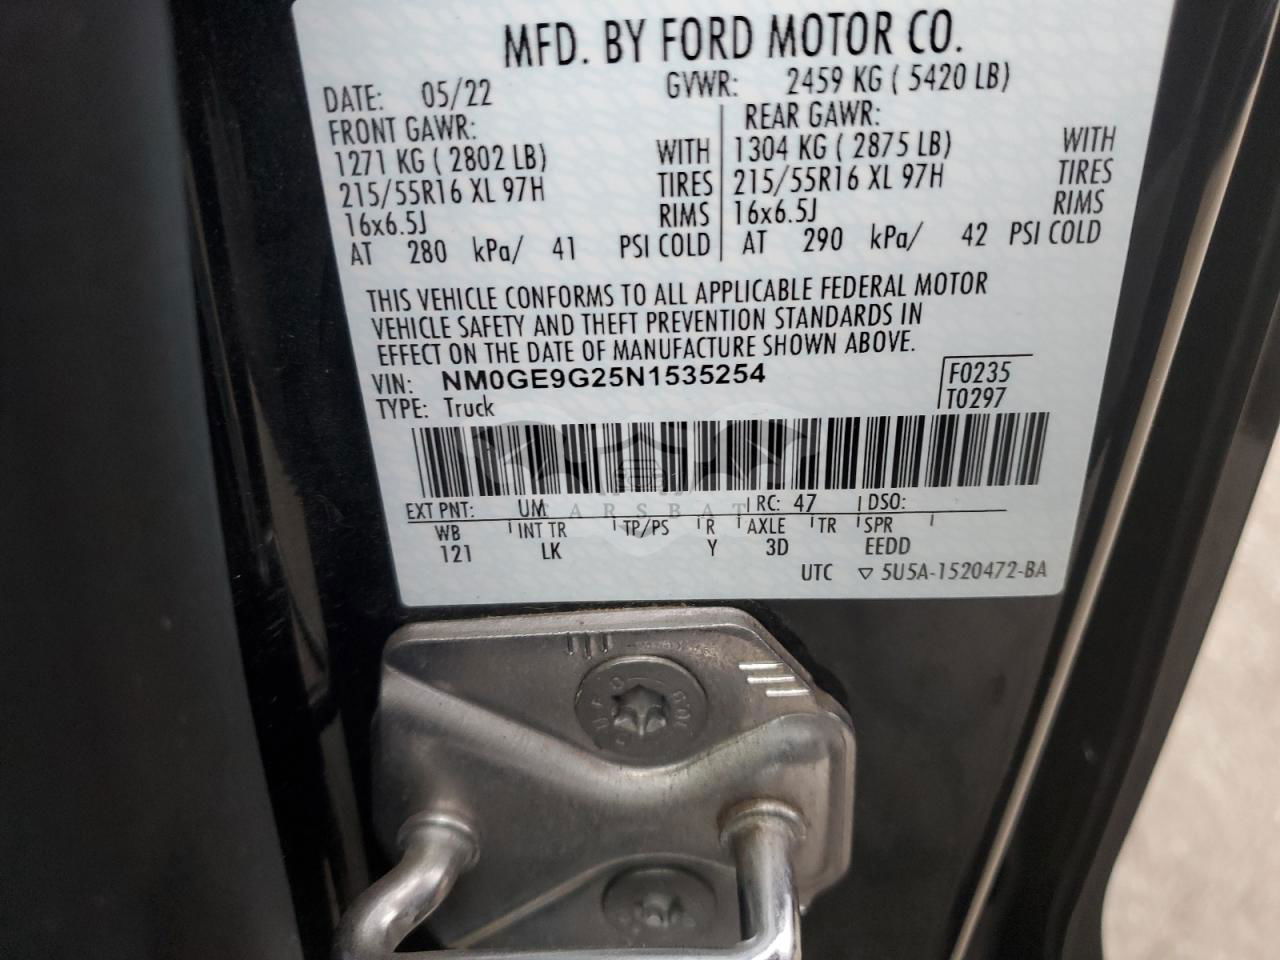 MFD. BY FORD MOTOR CO.
DATE: 05/22 GVWR: 2459 KG ( 5420 LB)
FRONT GAWR: REAR GAWR:
1271 KG ( 2802 LB) WITH 1304 KG ( 2875 LB) WITH
215/55R16 XL 97H TIRES 215/55R16 XL 97H TIRES
16x6.5J RIMS 16x6.5J RIMS
AT 280 kPa/ 41 PSI COLD AT 290 kPa/ 42 PSI COLD
THIS VEHICLE CONFORMS TO ALL APPLICABLE FEDERAL MOTOR
VEHICLE SAFETY AND THEFT PREVENTION STANDARDS IN
EFFECT ON THE DATE OF MANUFACTURE SHOWN ABOVE.
VIN: NM0GE9G25N1535254 F0235
TYPE: Truck T0297
EXT PNT: UM RC: 47 DSO:
CARSBAT
WB INT TR TP/PS R AXLE TR SPR
121 LK Y 3D EEDD
UTC ▽ 5U5A-1520472-BA